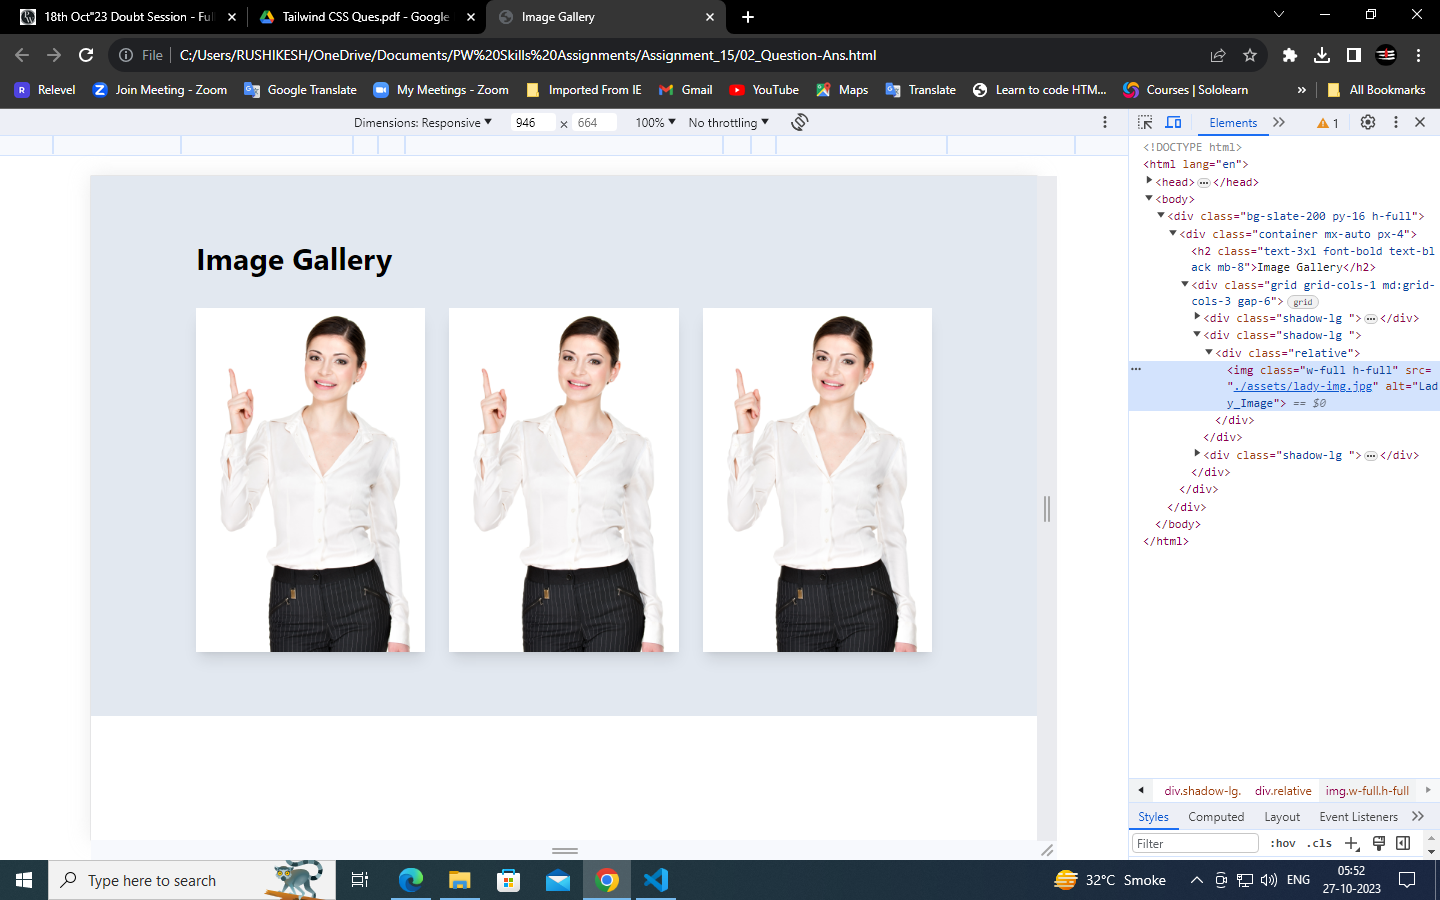 18th Oct"23 Doubt Session - Ful
Tailwind CSS Ques.pdf - Google
Image Gallery
File
C:/Users/RUSHIKESH/OneDrive/Documents/PW%20Skills%20Assignments/Assignment_15/02_Question-Ans.html
Relevel
Join Meeting - Zoom
Google Translate
My Meetings - Zoom
Imported From IE
Gmail
YouTube
Maps
Translate
Learn to code HTM...
Courses | Sololearn
»
All Bookmarks
Dimensions: Responsive
946 × 664
100%
No throttling
Elements
1
Image Gallery
<!DOCTYPE html>
<html lang="en">
<head> ••• </head>
<body>
<div class="bg-slate-200 py-16 h-full">
<div class="container mx-auto px-4">
<h2 class="text-3xl font-bold text-bl
ack mb-8">Image Gallery</h2>
<div class="grid grid-cols-1 md:grid-
cols-3 gap-6"> grid
<div class="shadow-lg "> ••• </div>
<div class="shadow-lg ">
<div class="relative">
<img class="w-full h-full" src=
"./assets/lady-img.jpg" alt="Lad
y_Image"> == $0
</div>
</div>
<div class="shadow-lg "> ••• </div>
</div>
</div>
</div>
</body>
</html>
div.shadow-lg.
div.relative
img.w-full.h-full
Styles
Computed
Layout
Event Listeners
Filter
:hov
.cls
Type here to search
32°C Smoke
ENG
05:52
27-10-2023